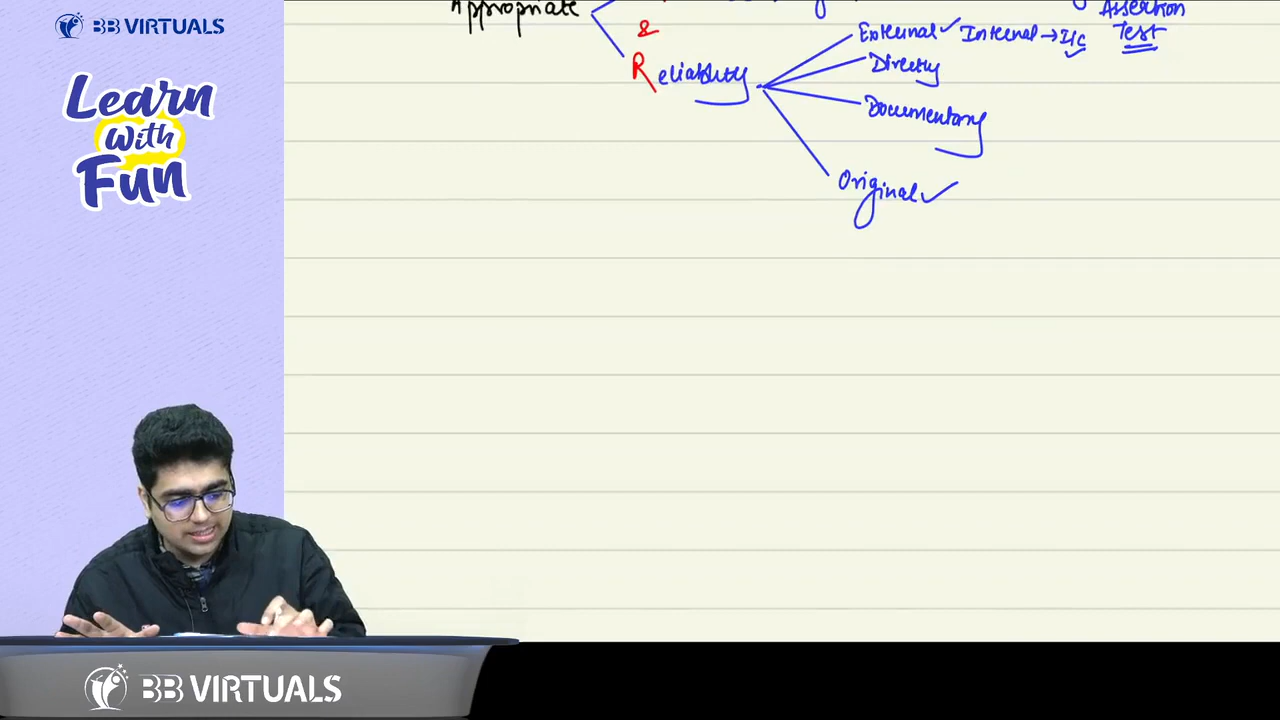 BB VIRTUALS
Learn
with
Fun
Appropriate
&
Reliability
External ✓ Internal → I/C ✓
Assertion
Test
Directly
Documentary
Original ✓
BB VIRTUALS